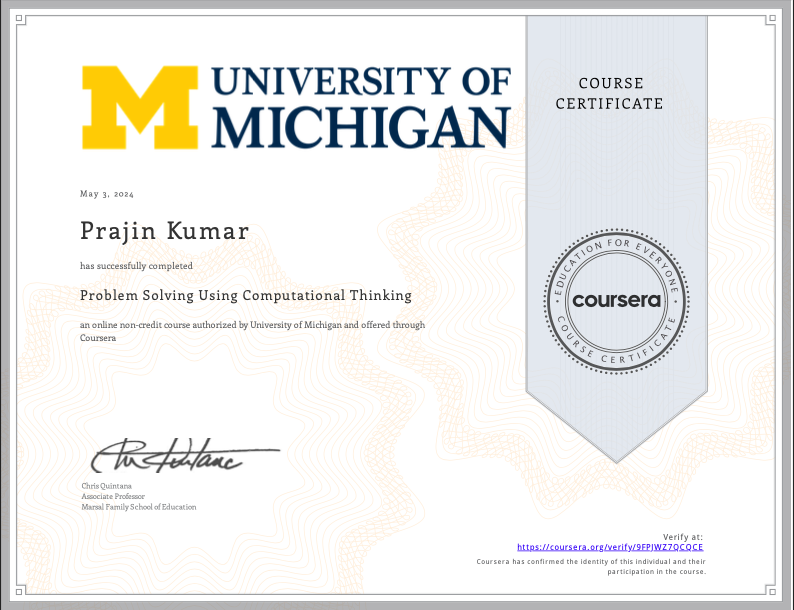 UNIVERSITY OF
MICHIGAN
COURSE
CERTIFICATE
May 3, 2024
Prajin Kumar
has successfully completed
Problem Solving Using Computational Thinking
an online non-credit course authorized by University of Michigan and offered through
Coursera
EDUCATION FOR EVERYONE
coursera
COURSE CERTIFICATE
Chris Quintana
Associate Professor
Marsal Family School of Education
Verify at:
https://coursera.org/verify/9FPJWZ7QCQCE
Coursera has confirmed the identity of this individual and their
participation in the course.